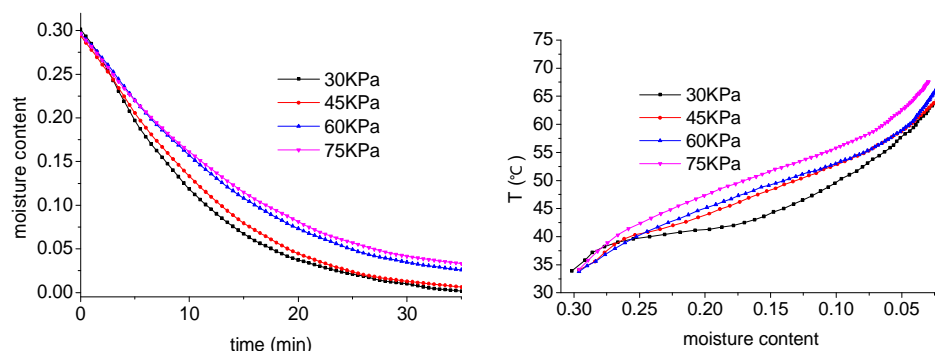 0.30
0.25
0.20
0.15
0.10
0.05
0.00
moisture content
0
10
20
30
time (min)
30KPa
45KPa
60KPa
75KPa
75
70
65
60
55
50
45
40
35
30
T (℃)
0.30
0.25
0.20
0.15
0.10
0.05
moisture content
30KPa
45KPa
60KPa
75KPa